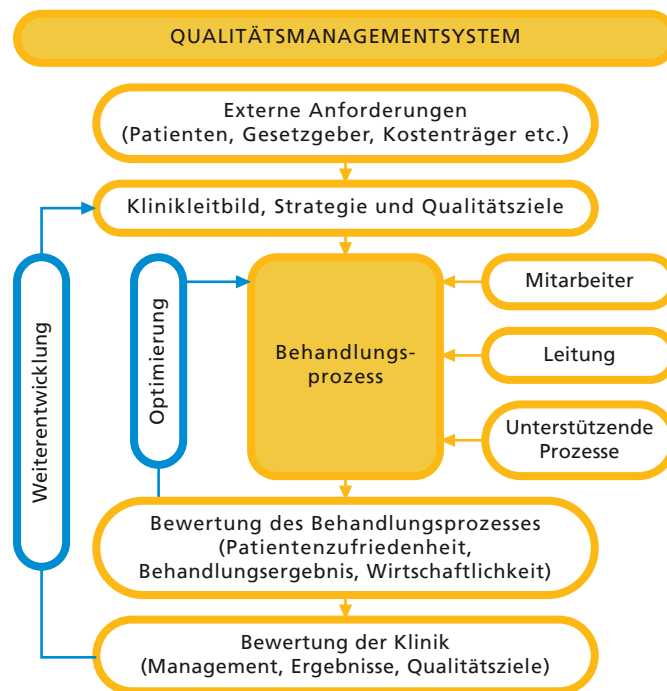 QUALITÄTSMANAGEMENTSYSTEM
Externe Anforderungen
(Patienten, Gesetzgeber, Kostenträger etc.)
Klinikleitbild, Strategie und Qualitätsziele
Weiterentwicklung
Optimierung
Behandlungs-
prozess
Mitarbeiter
Leitung
Unterstützende
Prozesse
Bewertung des Behandlungsprozesses
(Patientenzufriedenheit,
Behandlungsergebnis, Wirtschaftlichkeit)
Bewertung der Klinik
(Management, Ergebnisse, Qualitätsziele)